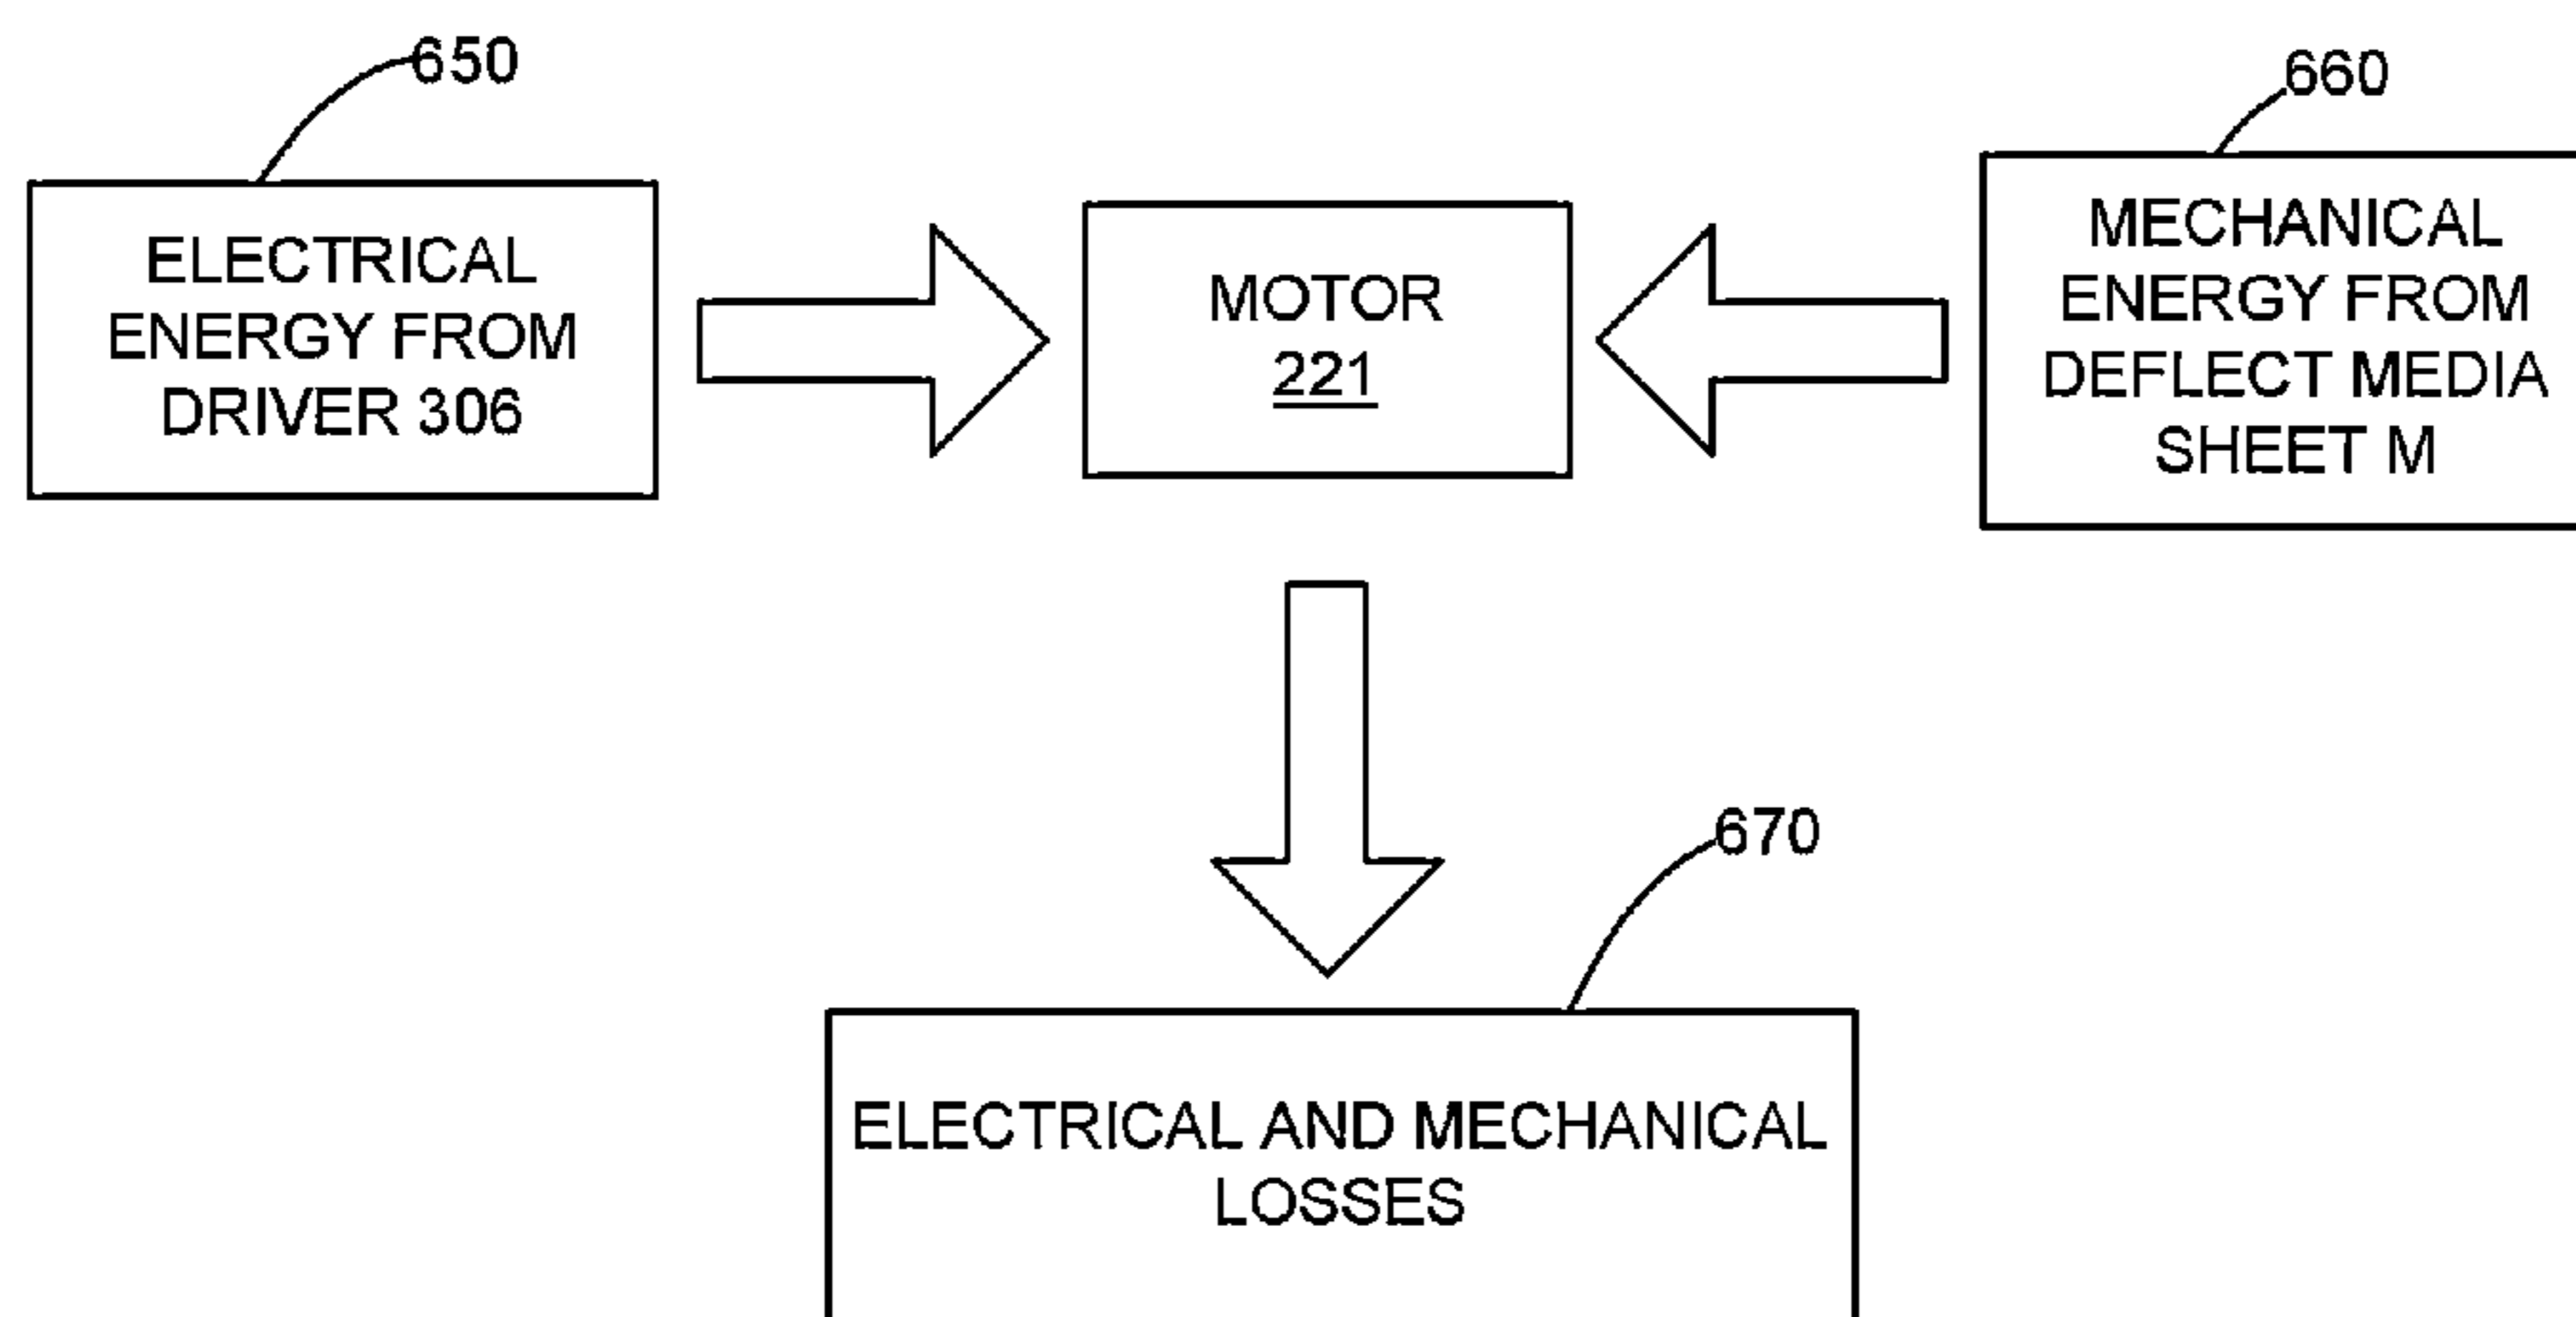 650
660
ELECTRICAL
ENERGY FROM
DRIVER 306
MOTOR
221
MECHANICAL
ENERGY FROM
DEFLECT MEDIA
SHEET M
670
ELECTRICAL AND MECHANICAL
LOSSES